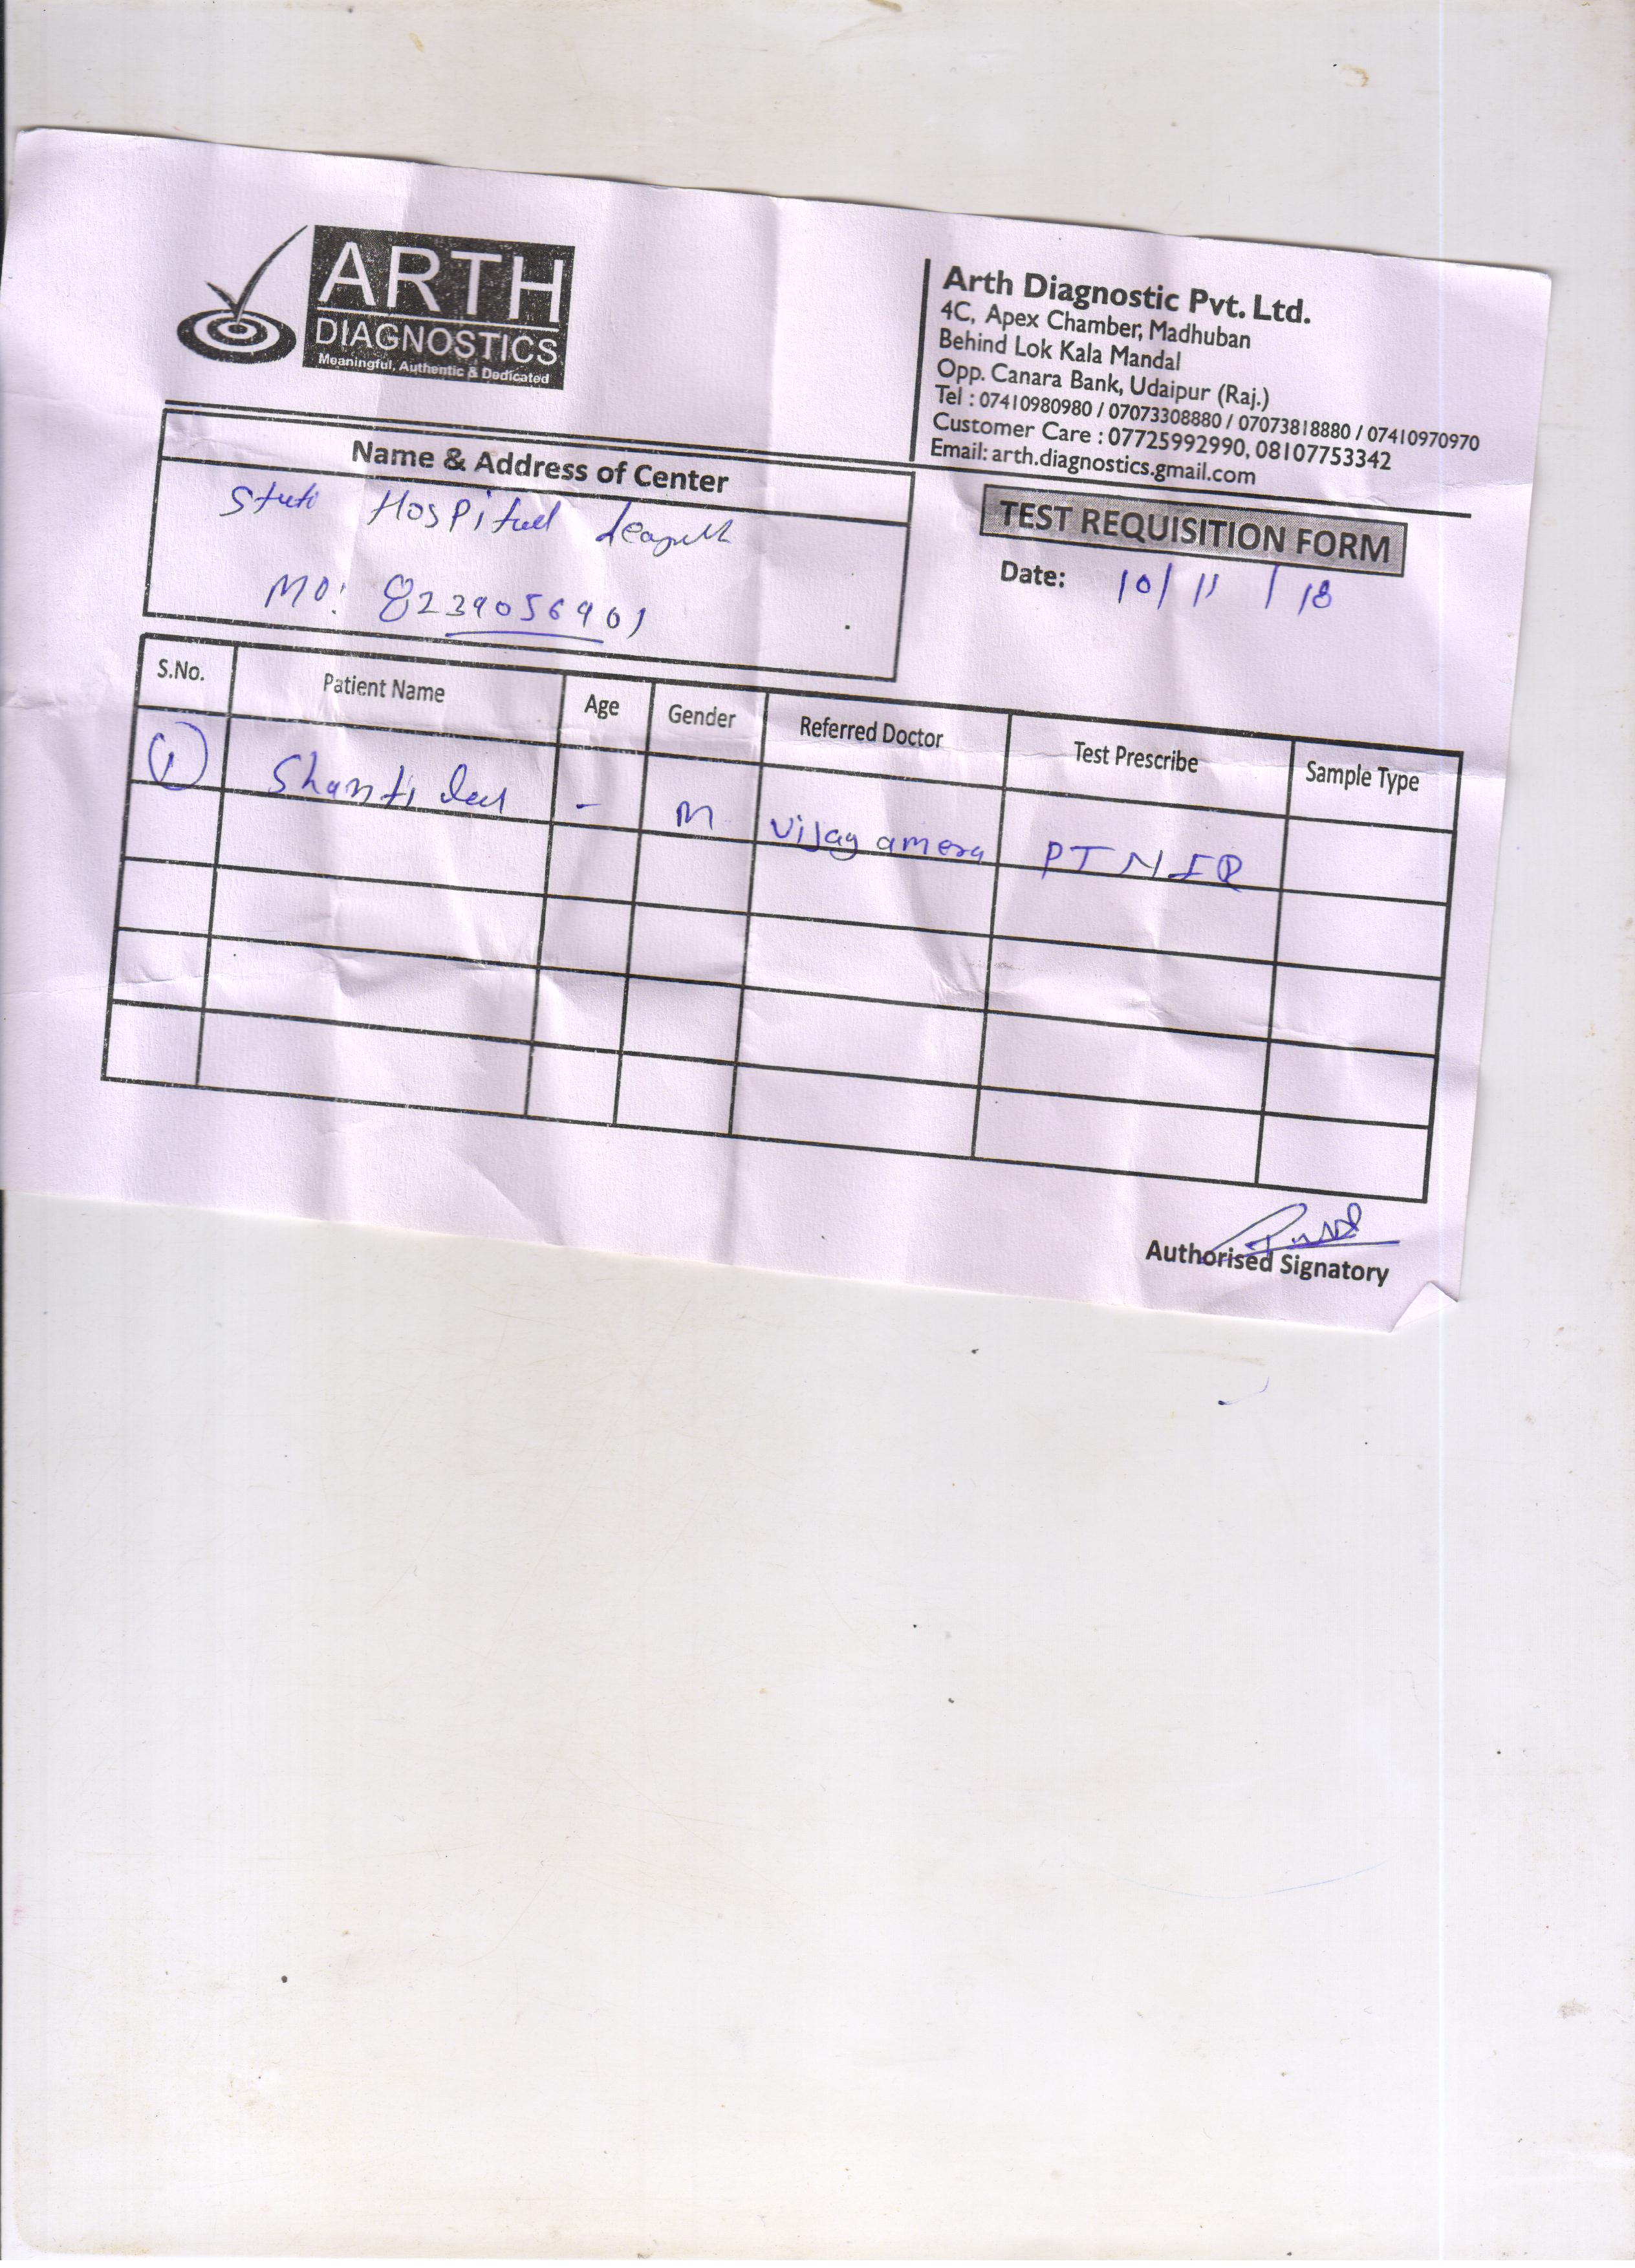 ARTH
DIAGNOSTICS
Meaningful, Authentic & Dedicated
Arth Diagnostic Pvt. Ltd.
4C, Apex Chamber, Madhuban
Behind Lok Kala Mandal
Opp. Canara Bank, Udaipur (Raj.)
Tel : 07410980980 / 07073308880 / 07073818880 / 07410970970
Customer Care : 07725992990, 08107753342
Email: arth.diagnostics.gmail.com
Name & Address of Center
Hospital
MO: 8239056901
TEST REQUISITION FORM
Date: 10/11/18
S.No. Patient Name Age Gender Referred Doctor Test Prescribe Sample Type
1 Shanti - M Vijay amera PTNIR
Authorised Signatory